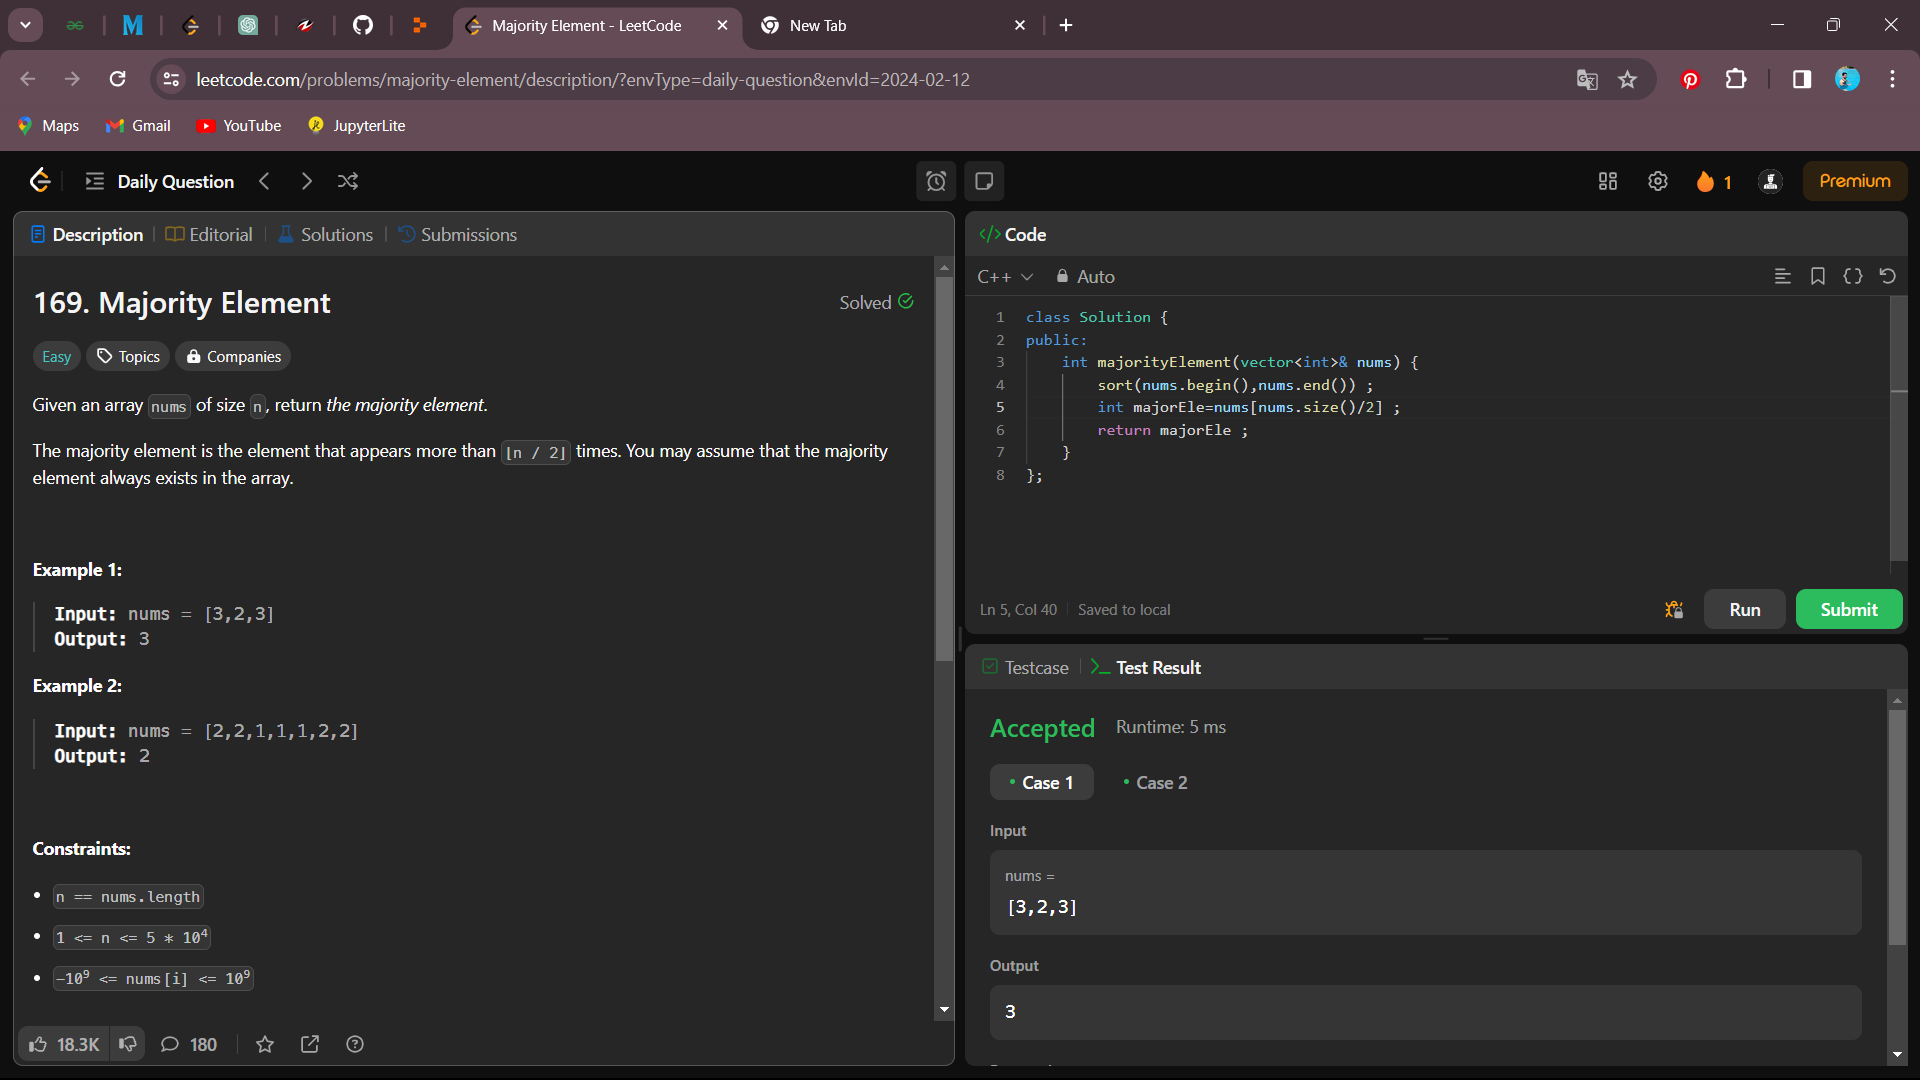 Majority Element - LeetCode
New Tab
leetcode.com/problems/majority-element/description/?envType=daily-question&envId=2024-02-12
Maps
Gmail
YouTube
JupyterLite
Daily Question
1
Premium
Description
Editorial
Solutions
Submissions
169. Majority Element
Solved
Easy
Topics
Companies
Given an array nums of size n, return the majority element.
The majority element is the element that appears more than ⌊n / 2⌋ times. You may assume that the majority
element always exists in the array.
Example 1:
Input: nums = [3,2,3]
Output: 3
Example 2:
Input: nums = [2,2,1,1,1,2,2]
Output: 2
Constraints:
• n == nums.length
• 1 <= n <= 5 * 10⁴
• -10⁹ <= nums[i] <= 10⁹
18.3K
180
</> Code
C++
Auto
1 class Solution {
2 public:
3     int majorityElement(vector<int>& nums) {
4         sort(nums.begin(),nums.end()) ;
5         int majorEle=nums[nums.size()/2] ;
6         return majorEle ;
7     }
8 };
Ln 5, Col 40
Saved to local
Run
Submit
Testcase
Test Result
Accepted
Runtime: 5 ms
• Case 1
• Case 2
Input
nums =
[3,2,3]
Output
3